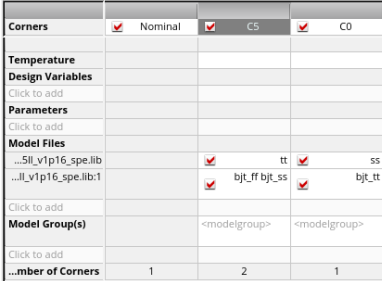 Corners Nominal C5 C0
Temperature
Design Variables
Click to add
Parameters
Click to add
Model Files
...5ll_v1p16_spe.lib tt ss
...ll_v1p16_spe.lib:1 bjt_ff bjt_ss bjt_tt
Click to add
Model Group(s) <modelgroup> <modelgroup>
Click to add
...mber of Corners 1 2 1